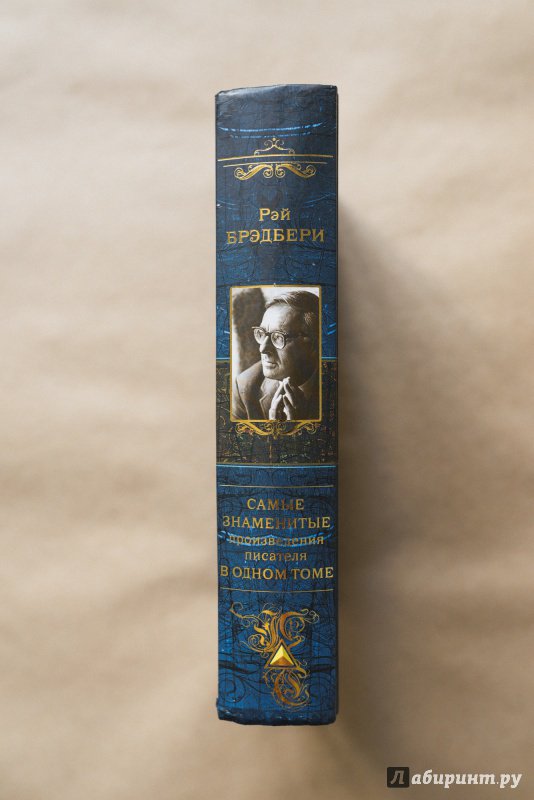 Рэй
БРЭДБЕРИ
САМЫЕ
ЗНАМЕНИТЫЕ
произведения
писателя
В ОДНОМ ТОМЕ
Лабиринт.ру